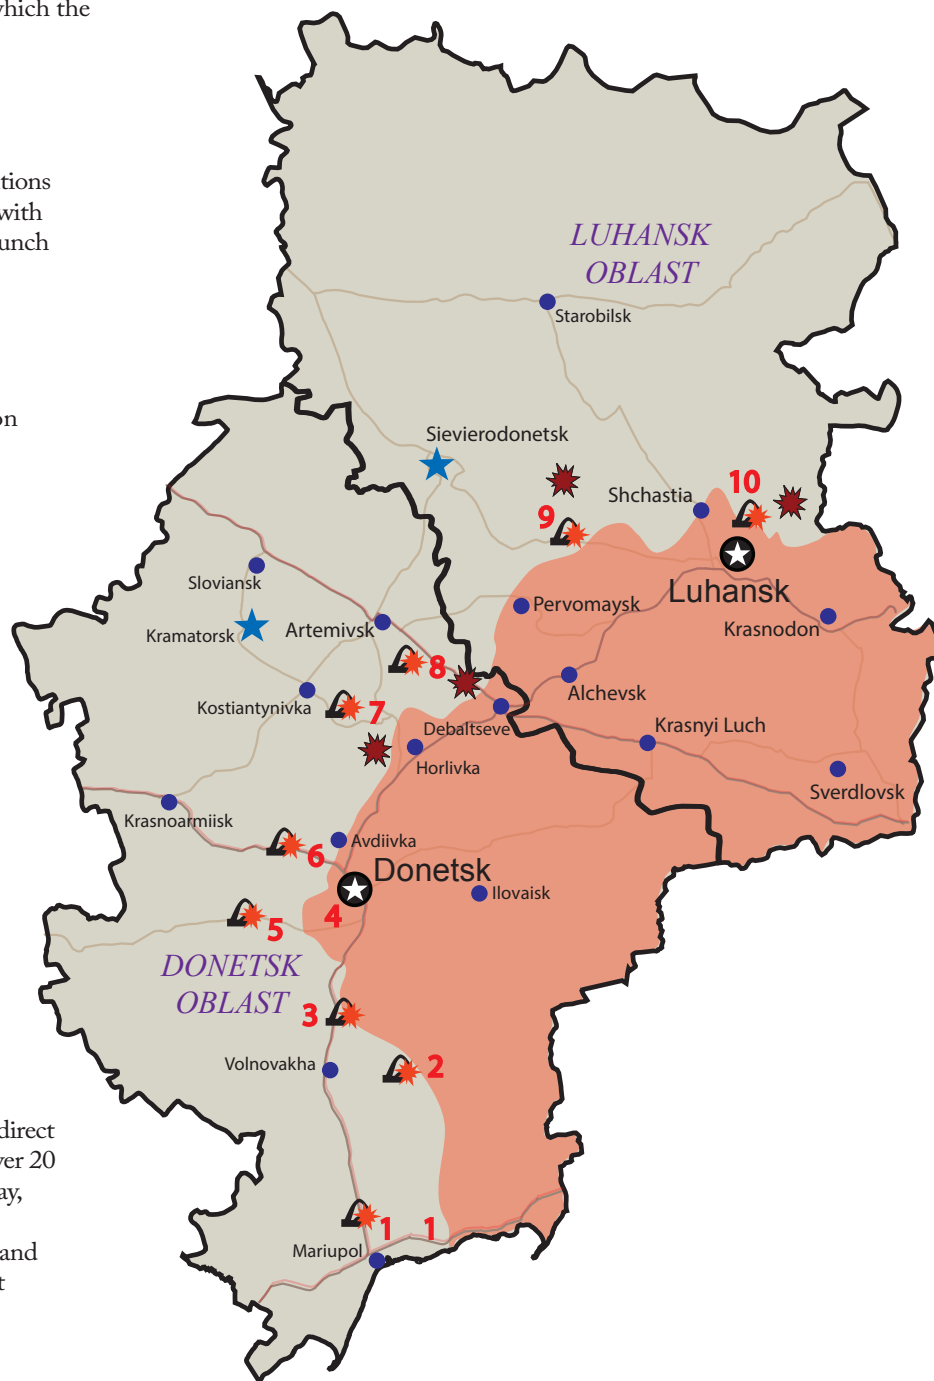 which the
tions
with
unch
on
direct
ver 20
ay,
and
t
LUHANSK
OBLAST
Starobilsk
Sievierodonetsk
10
Shchastia
9
Luhansk
Sloviansk
Pervomaysk
Krasnodon
Kramatorsk
Artemivsk
8
Alchevsk
Kostiantynivka
7
Debaltseve
Krasnyi Luch
Horlivka
Sverdlovsk
Krasnoarmiisk
Avdiivka
6
Donetsk
Ilovaisk
4
5
DONETSK
OBLAST
3
Volnovakha
2
1
1
Mariupol